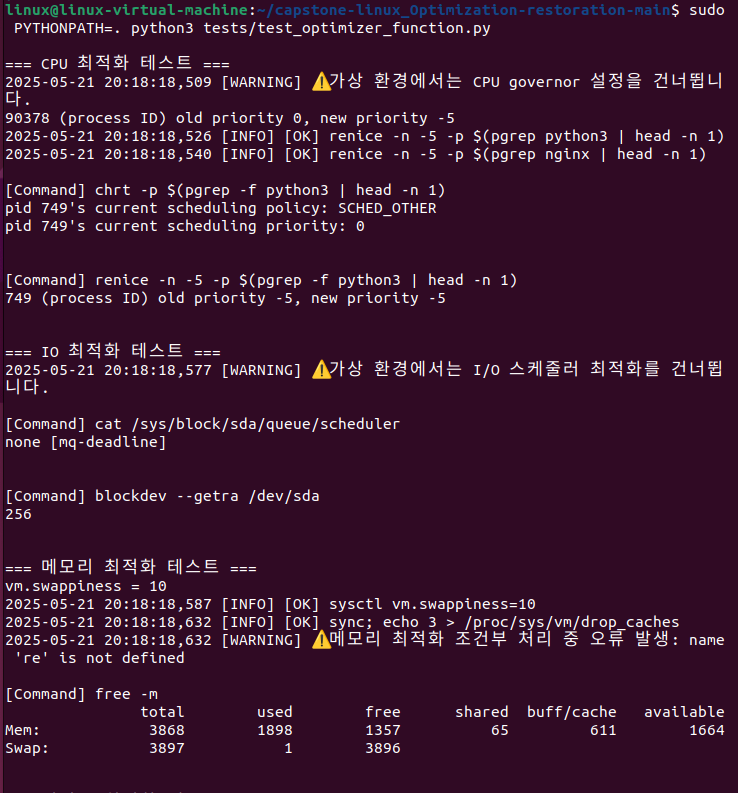 linux@linux-virtual-machine:~/capstone-linux_Optimization-restoration-main$ sudo
 PYTHONPATH=. python3 tests/test_optimizer_function.py
=== CPU 최적화 테스트 ===
2025-05-21 20:18:18,509 [WARNING] ⚠️가상 환경에서는 CPU governor 설정을 건너뜁니
다.
90378 (process ID) old priority 0, new priority -5
2025-05-21 20:18:18,526 [INFO] [OK] renice -n -5 -p $(pgrep python3 | head -n 1)
2025-05-21 20:18:18,540 [INFO] [OK] renice -n -5 -p $(pgrep nginx | head -n 1)
[Command] chrt -p $(pgrep -f python3 | head -n 1)
pid 749's current scheduling policy: SCHED_OTHER
pid 749's current scheduling priority: 0
[Command] renice -n -5 -p $(pgrep -f python3 | head -n 1)
749 (process ID) old priority -5, new priority -5
=== IO 최적화 테스트 ===
2025-05-21 20:18:18,577 [WARNING] ⚠️가상 환경에서는 I/O 스케줄러 최적화를 건너뜁
니다.
[Command] cat /sys/block/sda/queue/scheduler
none [mq-deadline]
[Command] blockdev --getra /dev/sda
256
=== 메모리 최적화 테스트 ===
vm.swappiness = 10
2025-05-21 20:18:18,587 [INFO] [OK] sysctl vm.swappiness=10
2025-05-21 20:18:18,632 [INFO] [OK] sync; echo 3 > /proc/sys/vm/drop_caches
2025-05-21 20:18:18,632 [WARNING] ⚠️메모리 최적화 조건부 처리 중 오류 발생: name
 're' is not defined
[Command] free -m
total used free shared buff/cache available
Mem: 3868 1898 1357 65 611 1664
Swap: 3897 1 3896